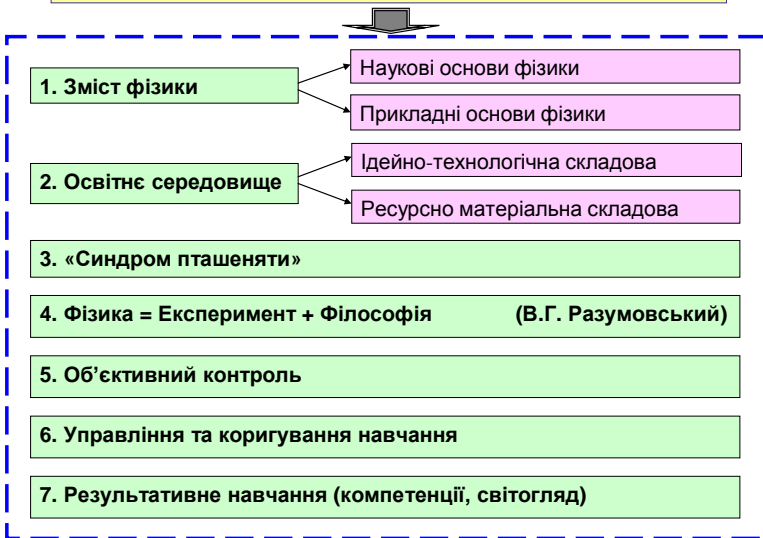 1. Зміст фізики
Наукові основи фізики
Прикладні основи фізики
2. Освітнє середовище
Ідейно-технологічна складова
Ресурсно матеріальна складова
3. «Синдром пташеняти»
4. Фізика = Експеримент + Філософія (В.Г. Разумовський)
5. Об’єктивний контроль
6. Управління та коригування навчання
7. Результативне навчання (компетенції, світогляд)